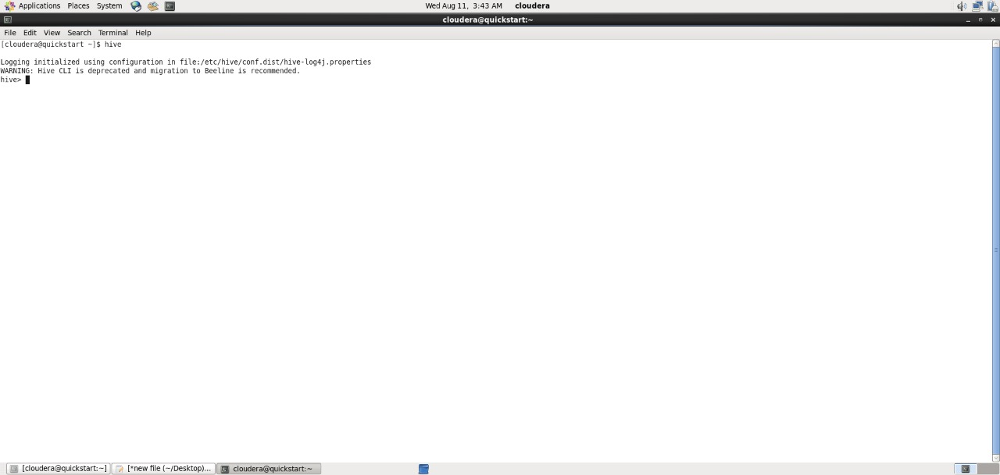 Applications Places System Wed Aug 11, 3:43 AM cloudera
cloudera@quickstart:~
File Edit View Search Terminal Help
[cloudera@quickstart ~]$ hive
Logging initialized using configuration in file:/etc/hive/conf.dist/hive-log4j.properties
WARNING: Hive CLI is deprecated and migration to Beeline is recommended.
hive>
[cloudera@quickstart:~] [*new file (~/Desktop)... cloudera@quickstart:~